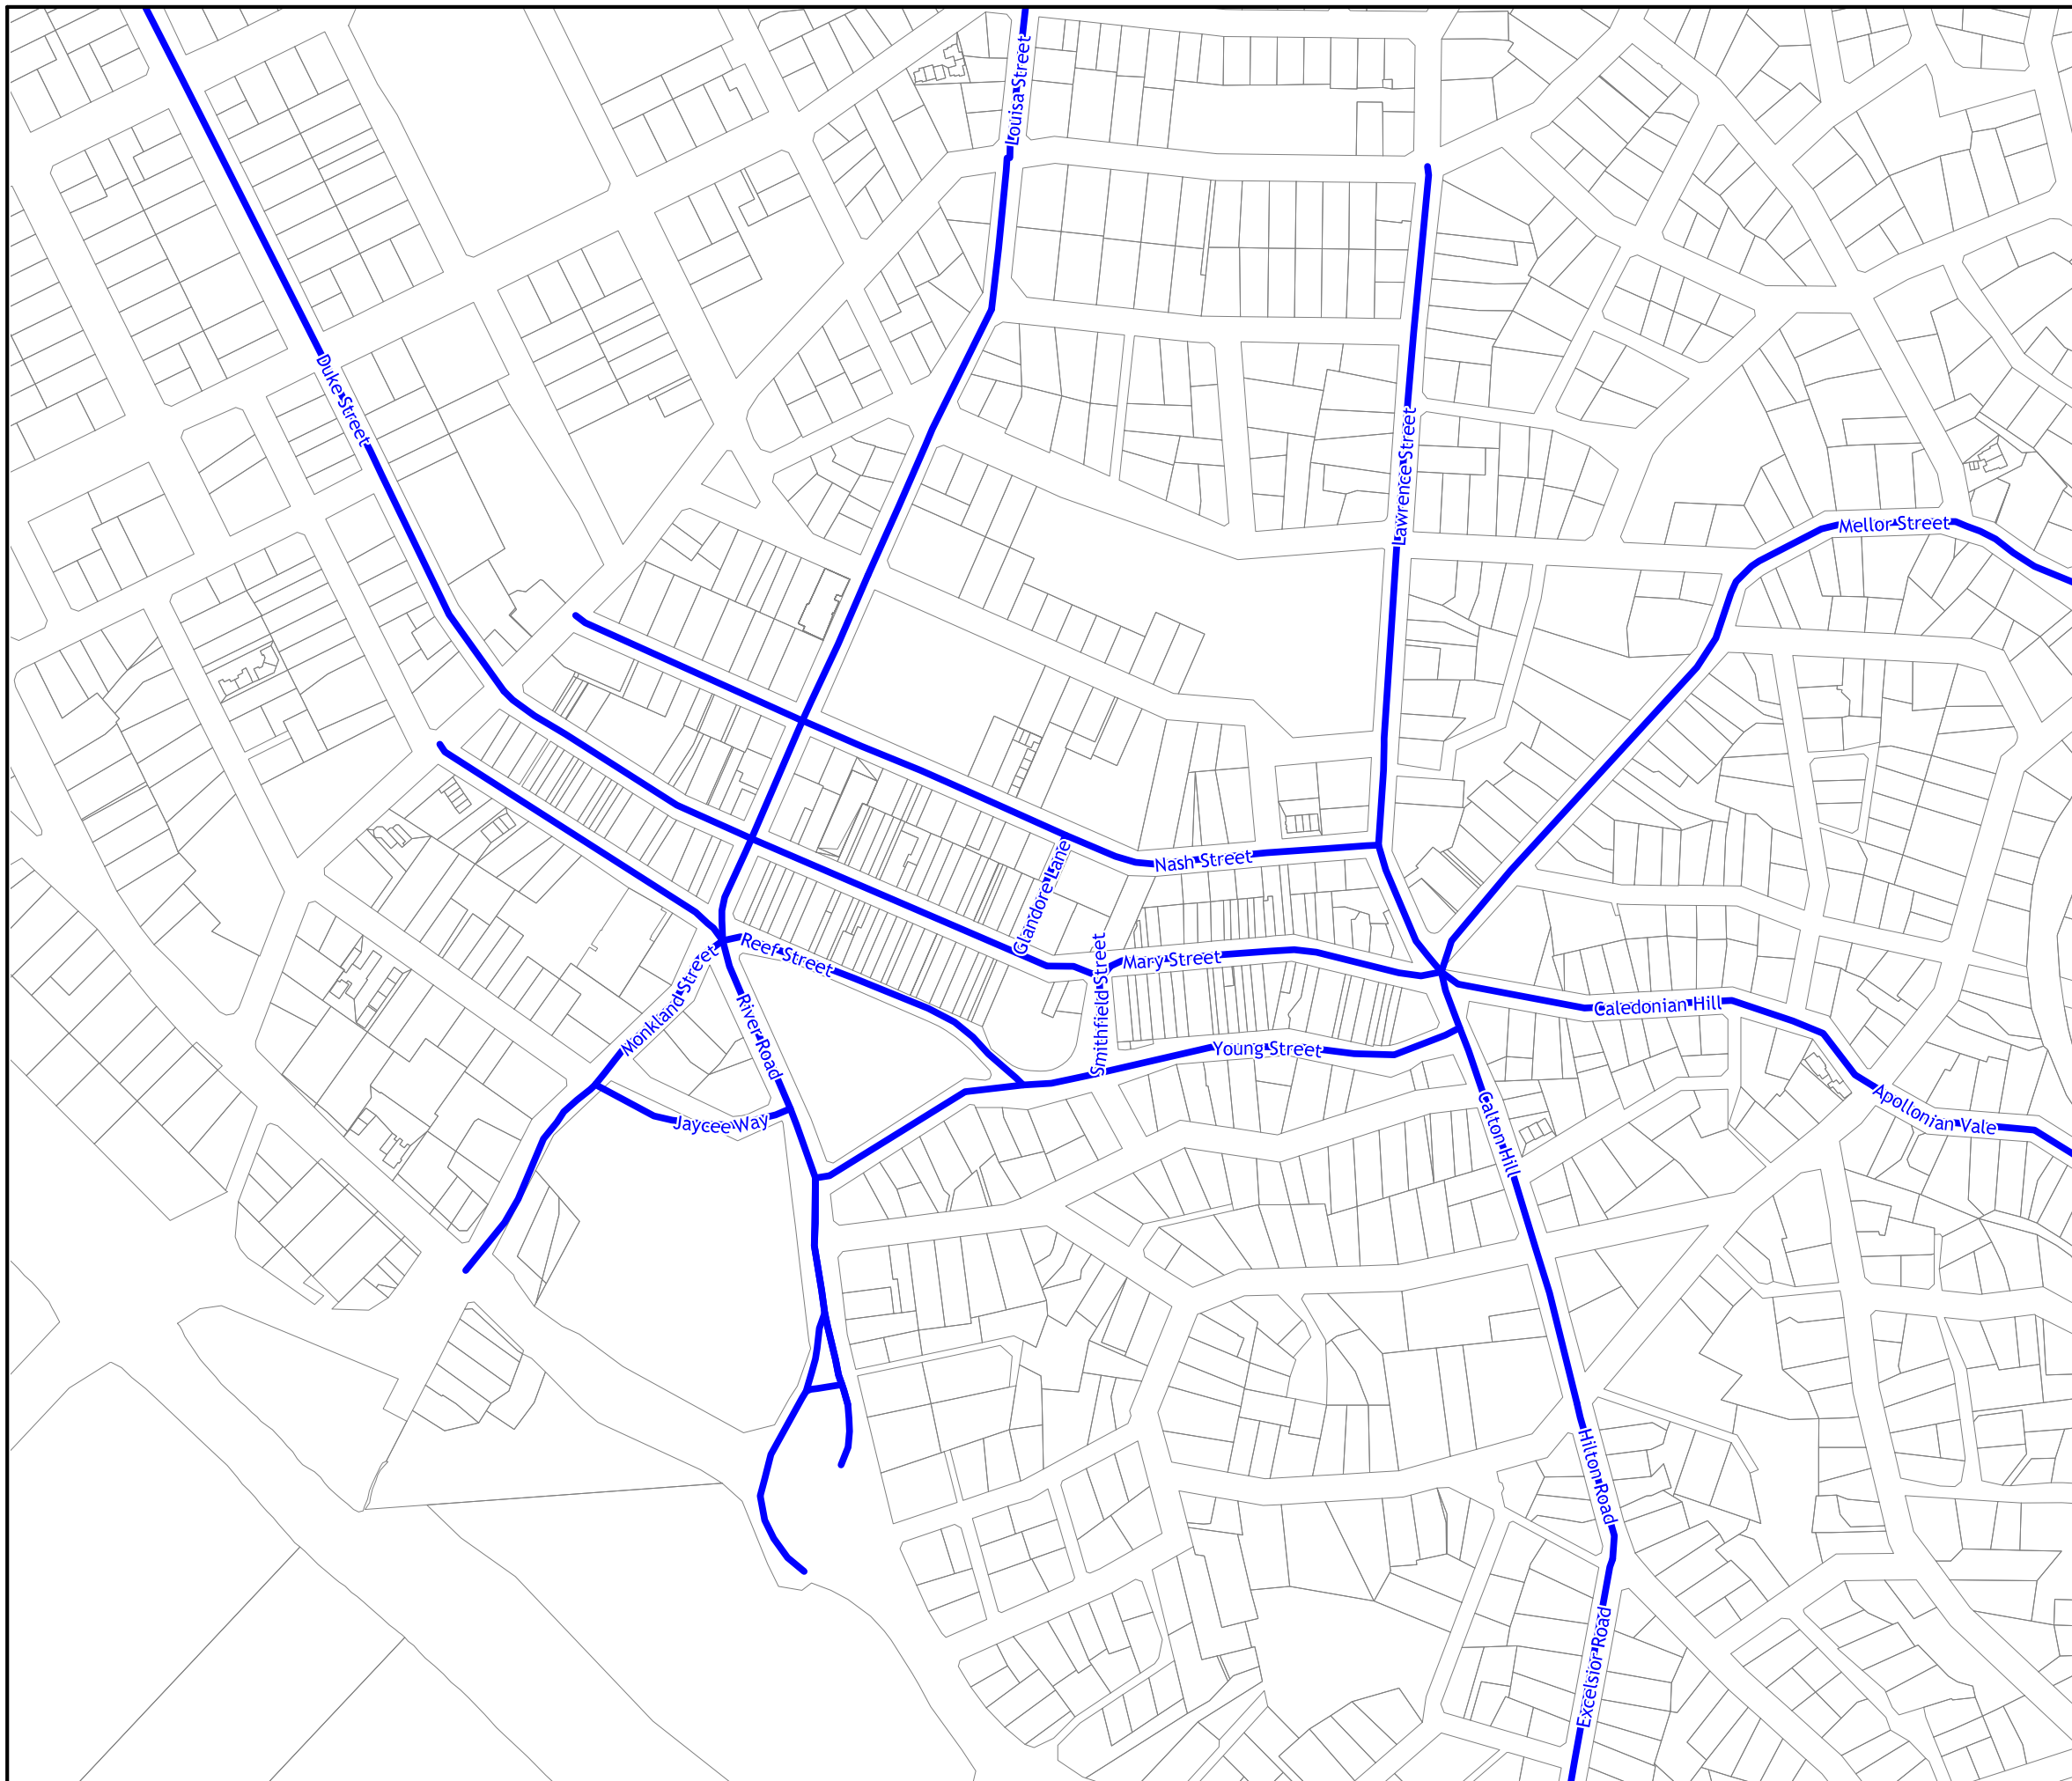 Louisa Street
Duke Street
Lawrence Street
Mellor Street
Nash Street
Glandore Lane
Reef Street
Mary Street
Smithfield Street
Monkland Street
River Road
Caledonian Hill
Young Street
Jaycee Way
Calton Hill
Apollonian Vale
Hilton Road
Excelsior Road